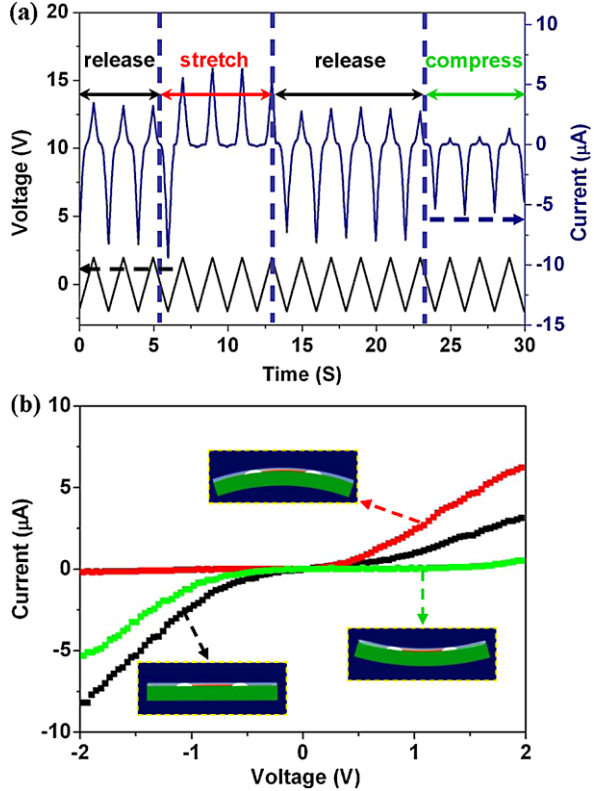 (a)
20
15
10
5
0
Voltage (V)
release
stretch
release
compress
10
5
0
-5
-10
-15
Current (μA)
0
5
10
15
20
25
30
Time (S)
(b)
10
5
0
-5
-10
Current (μA)
-2
-1
0
1
2
Voltage (V)